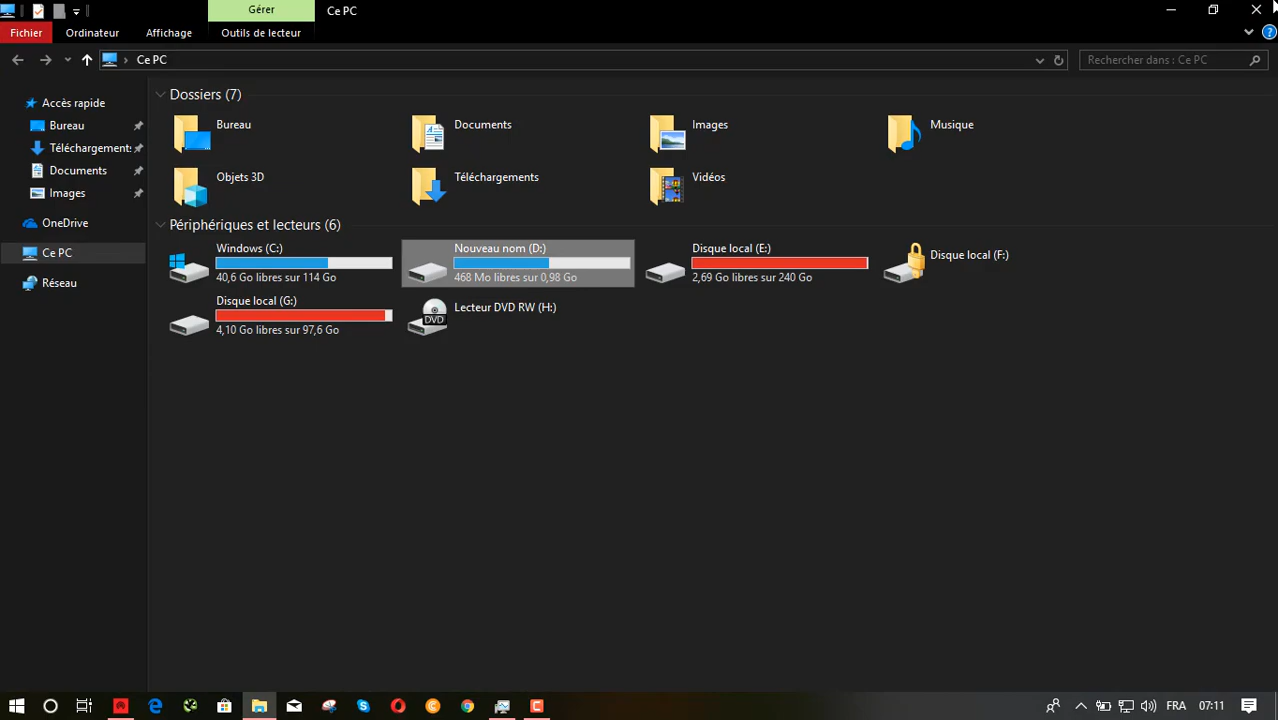 Gérer
Ce PC
Fichier
Ordinateur
Affichage
Outils de lecteur
Ce PC
Rechercher dans : Ce PC
Accès rapide
Bureau
Téléchargement:
Documents
Images
OneDrive
Ce PC
Réseau
Dossiers (7)
Bureau
Documents
Images
Musique
Objets 3D
Téléchargements
Vidéos
Périphériques et lecteurs (6)
Windows (C:)
40,6 Go libres sur 114 Go
Nouveau nom (D:)
468 Mo libres sur 0,98 Go
Disque local (E:)
2,69 Go libres sur 240 Go
Disque local (F:)
Disque local (G:)
4,10 Go libres sur 97,6 Go
DVD
Lecteur DVD RW (H:)
FRA
07:11